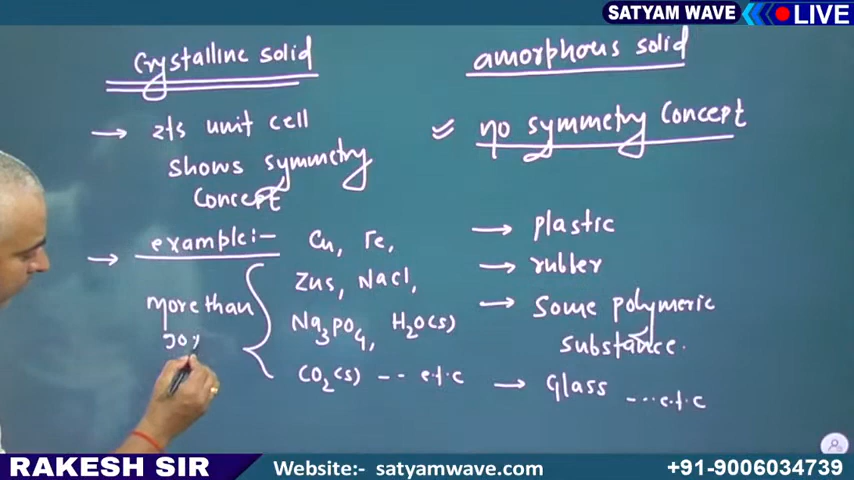 SATYAM WAVE LIVE
Crystalline solid
→ Its unit cell
shows symmetry
concept
→ example:-
Cu, Fe,
ZnS, NaCl,
Na3PO4, H2O(s)
CO2(s) -- e.t.c
more than
amorphous solid
no symmetry concept
→ plastic
→ rubber
→ Some polymeric
substance.
→ Glass ---e.t.c
RAKESH SIR
Website:- satyamwave.com
+91-9006034739